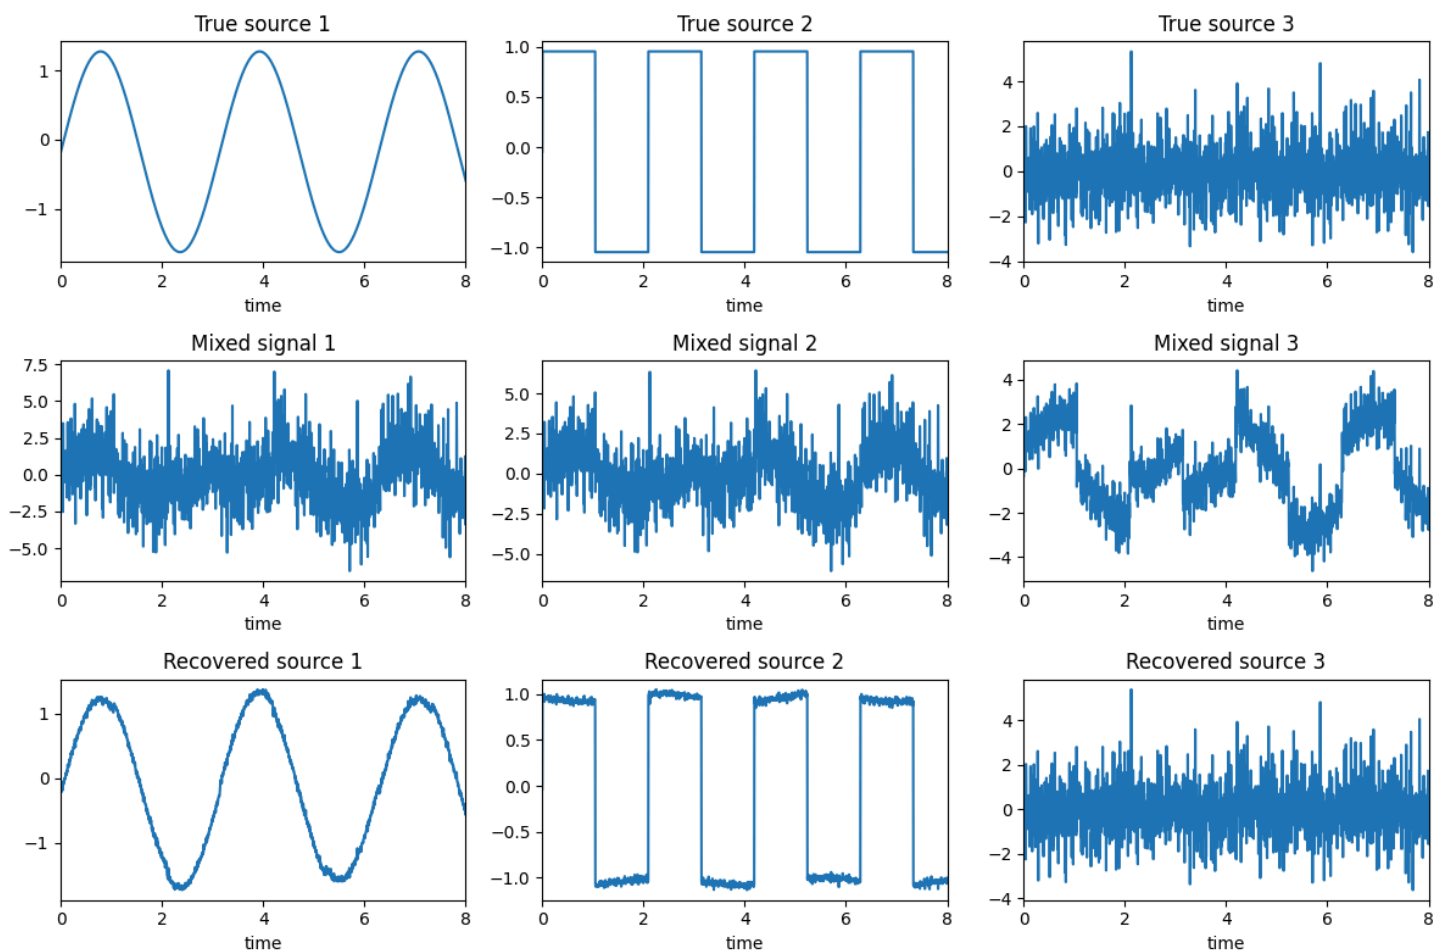 True source 1
True source 2
True source 3
1
0
−1
1.0
0.5
0.0
−0.5
−1.0
4
2
0
−2
−4
0 2 4 6 8
0 2 4 6 8
0 2 4 6 8
time
time
time
Mixed signal 1
Mixed signal 2
Mixed signal 3
7.5
5.0
2.5
0.0
−2.5
−5.0
5.0
2.5
0.0
−2.5
−5.0
4
2
0
−2
−4
0 2 4 6 8
0 2 4 6 8
0 2 4 6 8
time
time
time
Recovered source 1
Recovered source 2
Recovered source 3
1
0
−1
1.0
0.5
0.0
−0.5
−1.0
4
2
0
−2
−4
0 2 4 6 8
0 2 4 6 8
0 2 4 6 8
time
time
time